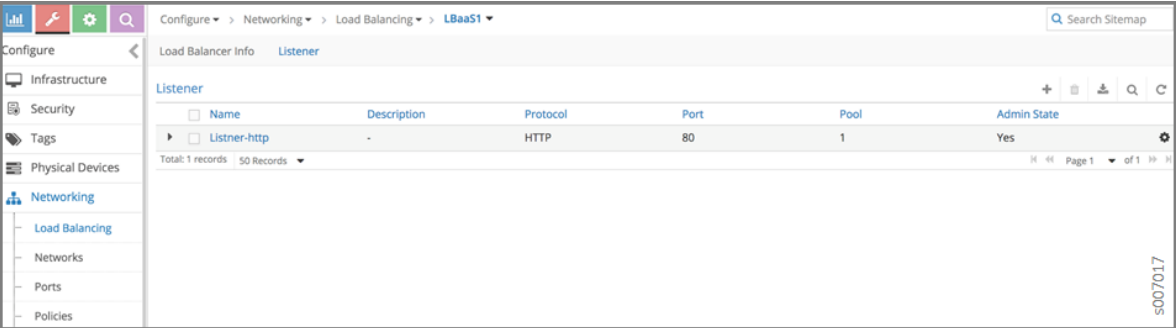 Configure > Networking > Load Balancing > LBaaS1
Search Sitemap
Configure
Load Balancer Info Listener
Infrastructure
Listener
Security
Name Description Protocol Port Pool Admin State
Tags
Listner-http - HTTP 80 1 Yes
Total: 1 records 50 Records
Page 1 of 1
Physical Devices
Networking
Load Balancing
Networks
Ports
Policies
s007017